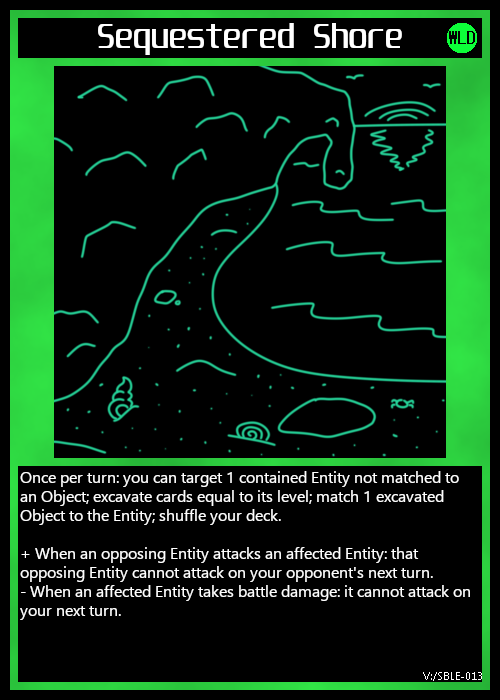 Sequestered Shore
WLD
Once per turn: you can target 1 contained Entity not matched to
an Object; excavate cards equal to its level; match 1 excavated
Object to the Entity; shuffle your deck.
+ When an opposing Entity attacks an affected Entity: that
opposing Entity cannot attack on your opponent's next turn.
- When an affected Entity takes battle damage: it cannot attack on
your next turn.
V:/SBLE-013